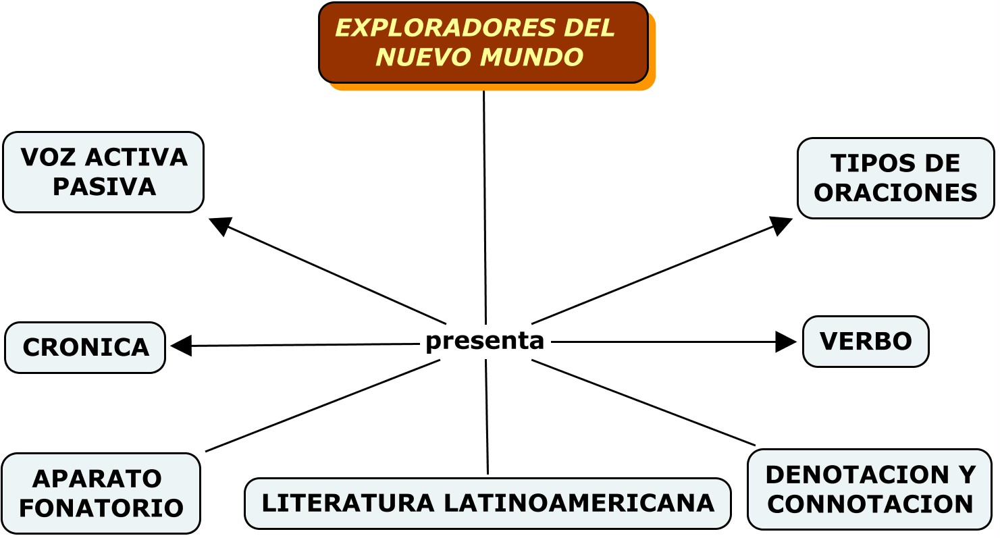 EXPLORADORES DEL
NUEVO MUNDO
VOZ ACTIVA
PASIVA
TIPOS DE
ORACIONES
CRONICA
presenta
VERBO
APARATO
FONATORIO
LITERATURA LATINOAMERICANA
DENOTACION Y
CONNOTACION